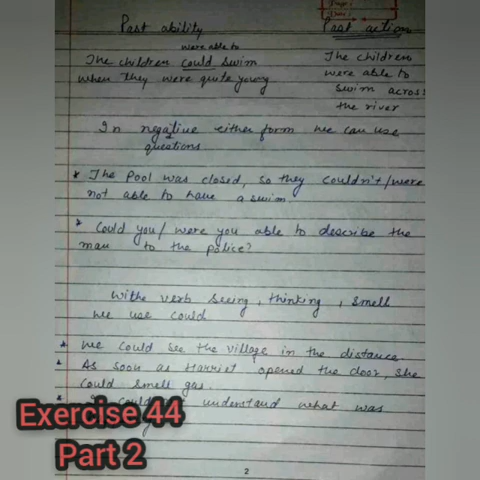 Page:
Date:
Past ability
Past action
were able to
The children could swim
when they were quite young
The children
were able to
swim across
the river
In negative either form we can use
questions
* The pool was closed, so they couldn't/were
not able to have a swim.
* Could you/were you able to describe the
man to the police?
withe verb seeing, thinking, smell
we use could
* We could see the village in the distance
* As soon as Harriet opened the door, she
could smell gas.
* understand what was
Exercise 44
Part 2
2